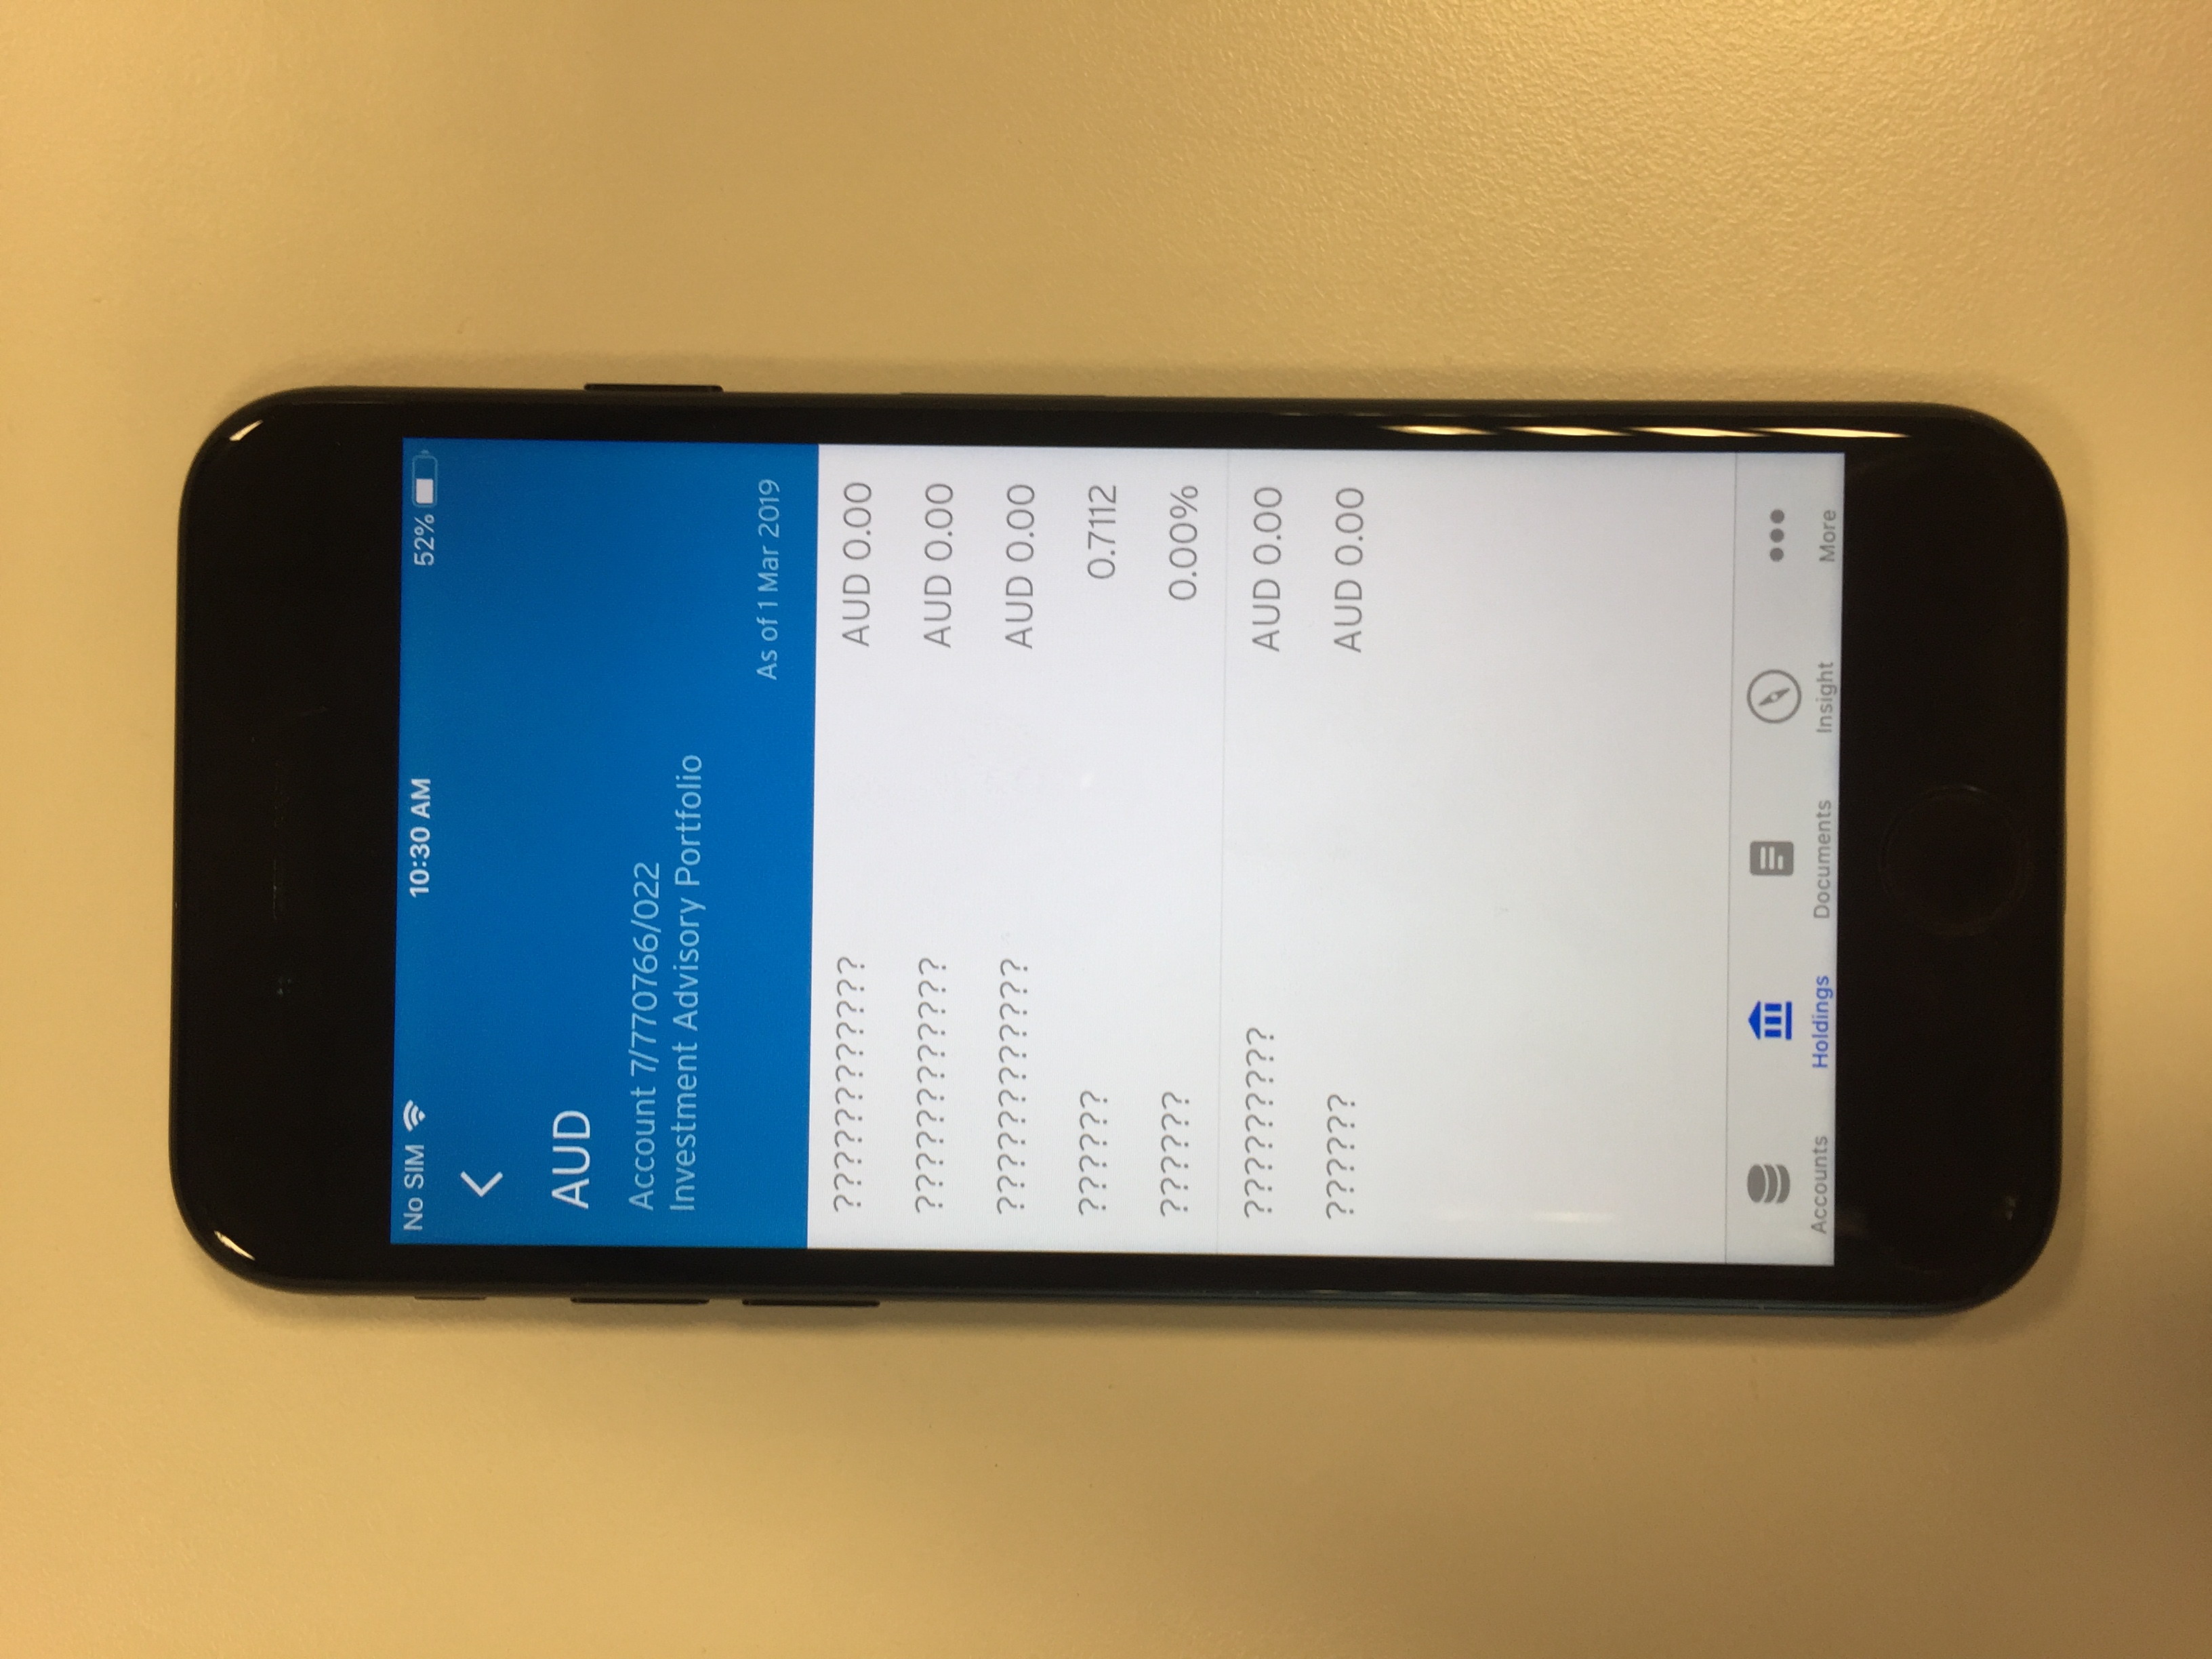 No SIM 10:30 AM 52%
AUD
Account 7/770766/022
Investment Advisory Portfolio
As of 1 Mar 2019
???????????? AUD 0.00
???????????? AUD 0.00
???????????? AUD 0.00
?????? 0.7112
?????? 0.00%
????????? AUD 0.00
?????? AUD 0.00
Accounts Holdings Documents Insight More